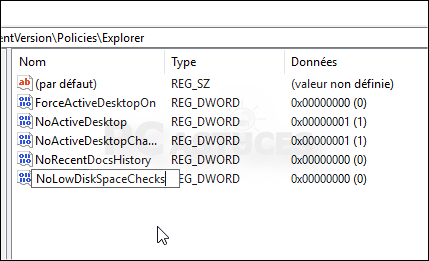 entVersion\Policies\Explorer
Nom Type Données
(par défaut) REG_SZ (valeur non définie)
ForceActiveDesktopOn REG_DWORD 0x00000000 (0)
NoActiveDesktop REG_DWORD 0x00000001 (1)
NoActiveDesktopCha... REG_DWORD 0x00000001 (1)
NoRecentDocsHistory REG_DWORD 0x00000000 (0)
NoLowDiskSpaceChecks REG_DWORD 0x00000000 (0)